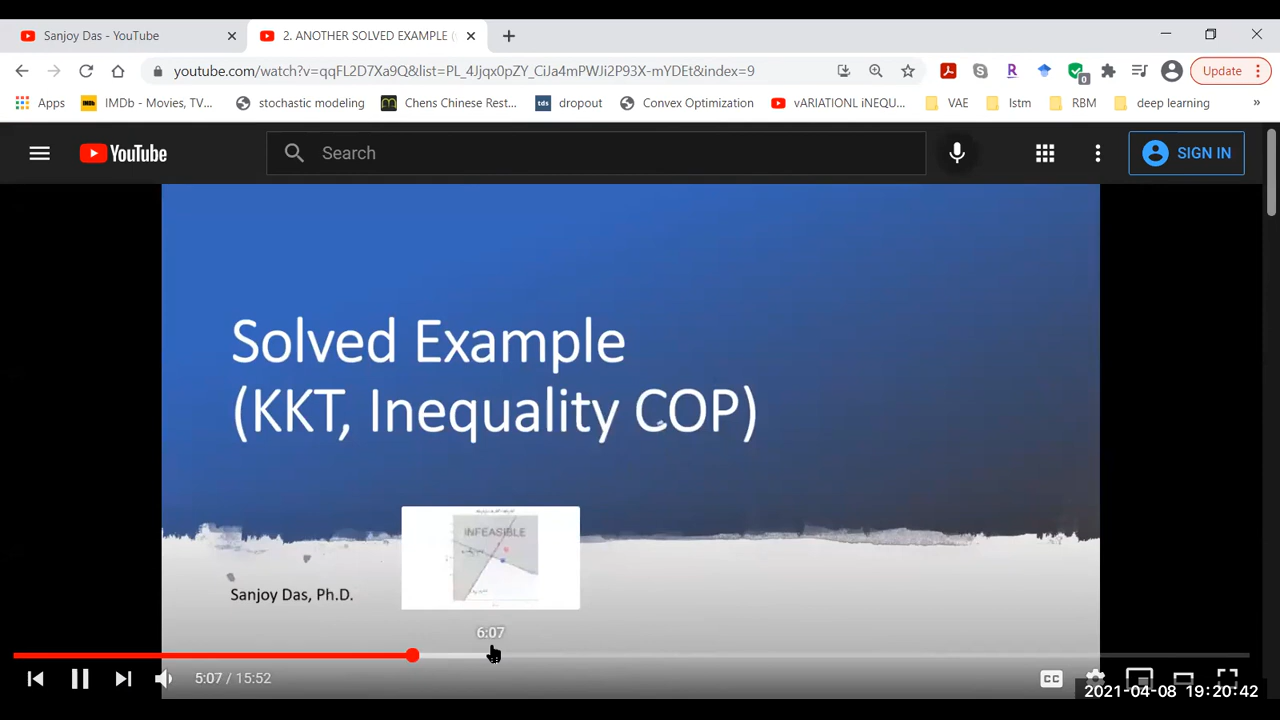 Sanjoy Das - YouTube
2. ANOTHER SOLVED EXAMPLE (
youtube.com/watch?v=qqFL2D7Xa9Q&list=PL_4Jjqx0pZY_CiJa4mPWJi2P93X-mYDEt&index=9
Update
Apps
IMDb
IMDb - Movies, TV...
stochastic modeling
Chens Chinese Rest...
tds
dropout
Convex Optimization
vARIATIONL iNEQU...
VAE
lstm
RBM
deep learning
»
YouTube
Search
SIGN IN
Solved Example
(KKT, Inequality COP)
INFEASIBLE
Sanjoy Das, Ph.D.
6:07
5:07 / 15:52
CC
2021-04-08 19:20:42